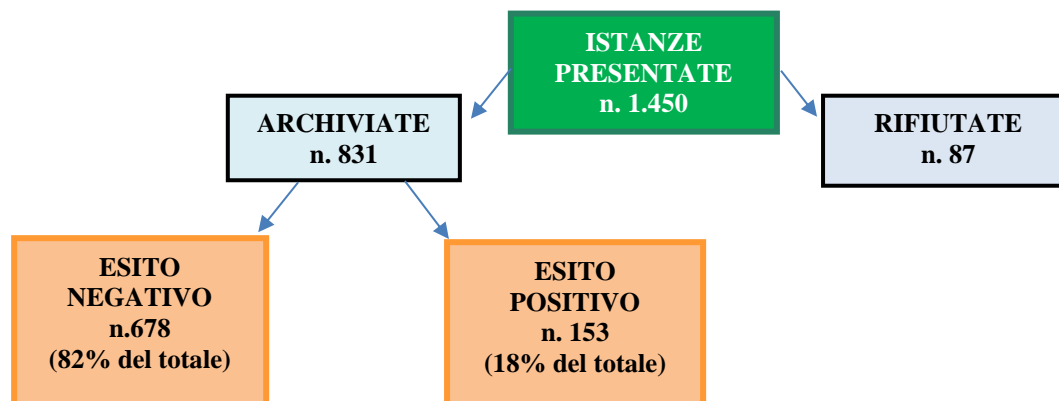 ISTANZE
PRESENTATE
n. 1.450
ARCHIVIATE
n. 831
RIFIUTATE
n. 87
ESITO
NEGATIVO
n.678
(82% del totale)
ESITO
POSITIVO
n. 153
(18% del totale)